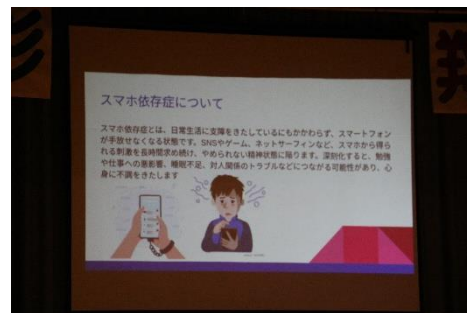 スマホ依存症について
スマホ依存症とは、日常生活に支障をきたしているにもかかわらず、スマートフォン
が手放せなくなる状態です。SNSやゲーム、ネットサーフィンなど、スマホから得ら
れる刺激を長時間求め続け、やめられない精神状態に陥ります。深刻化すると、勉強
や仕事への悪影響、睡眠不足、対人関係のトラブルなどにつながる可能性があり、心
身に不調をきたします
翔